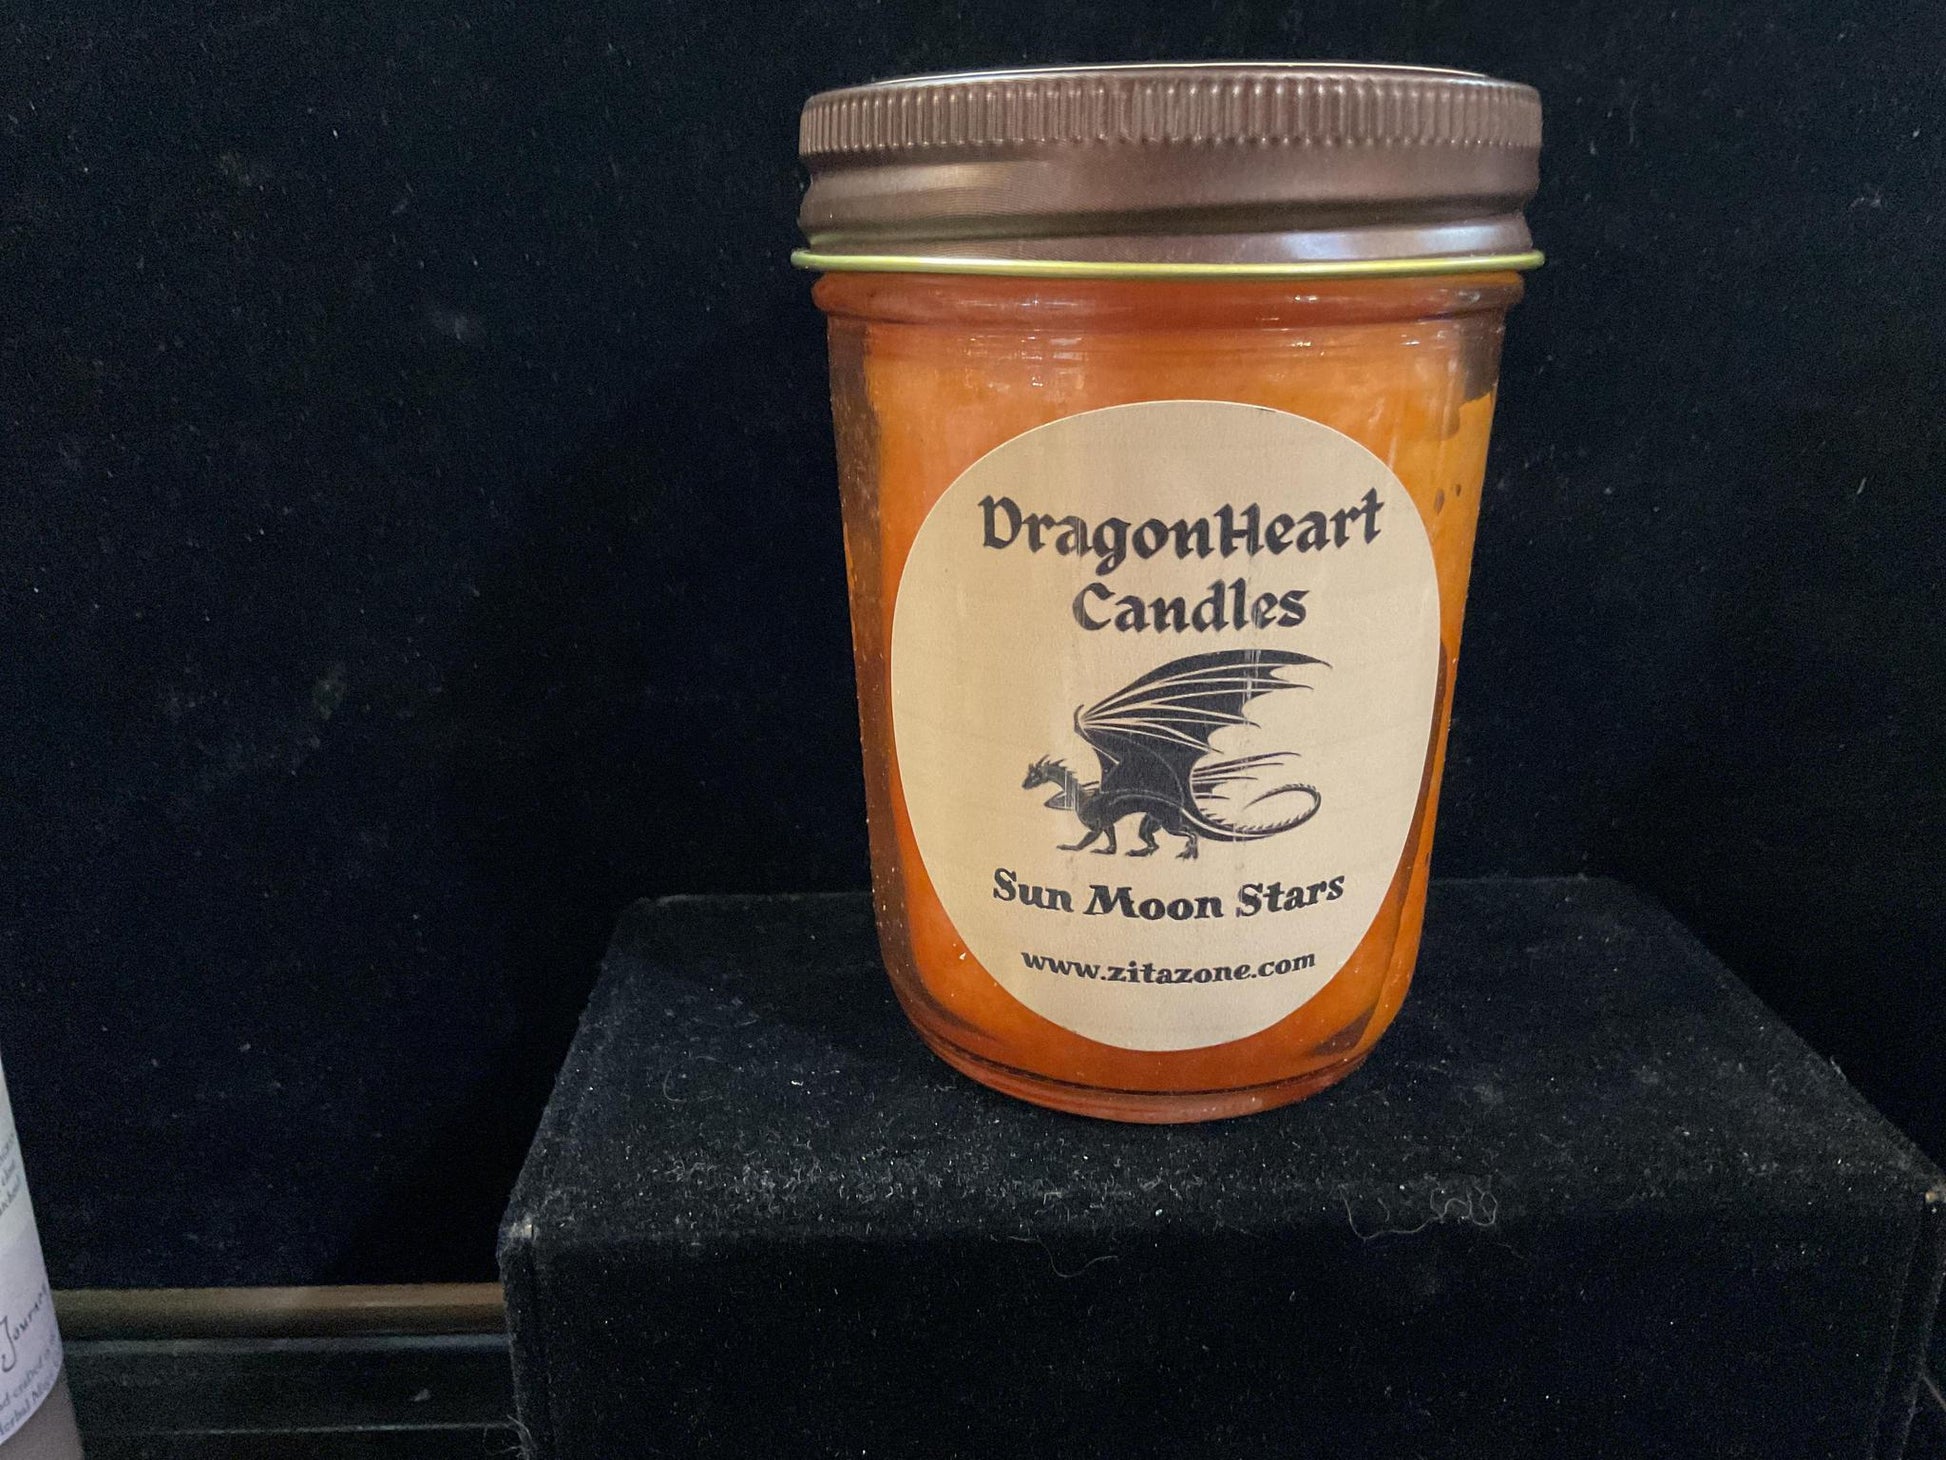 DragonHeart
Candles
Sun Moon Stars
www.zitazone.com